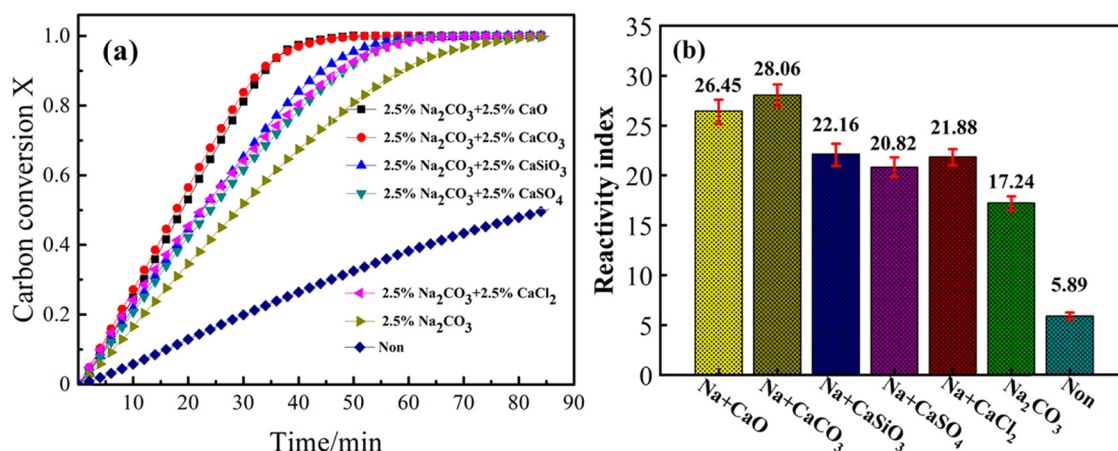 (a)
Carbon conversion X
1.0
0.8
0.6
0.4
0.2
0
2.5% Na₂CO₃+2.5% CaO
2.5% Na₂CO₃+2.5% CaCO₃
2.5% Na₂CO₃+2.5% CaSiO₃
2.5% Na₂CO₃+2.5% CaSO₄
2.5% Na₂CO₃+2.5% CaCl₂
2.5% Na₂CO₃
Non
10 20 30 40 50 60 70 80 90
Time/min
(b)
Reactivity index
35
30
25
20
15
10
5
0
26.45
28.06
22.16
20.82
21.88
17.24
5.89
Na+CaO
Na+CaCO₃
Na+CaSiO₃
Na+CaSO₄
Na+CaCl₂
Na₂CO₃
Non